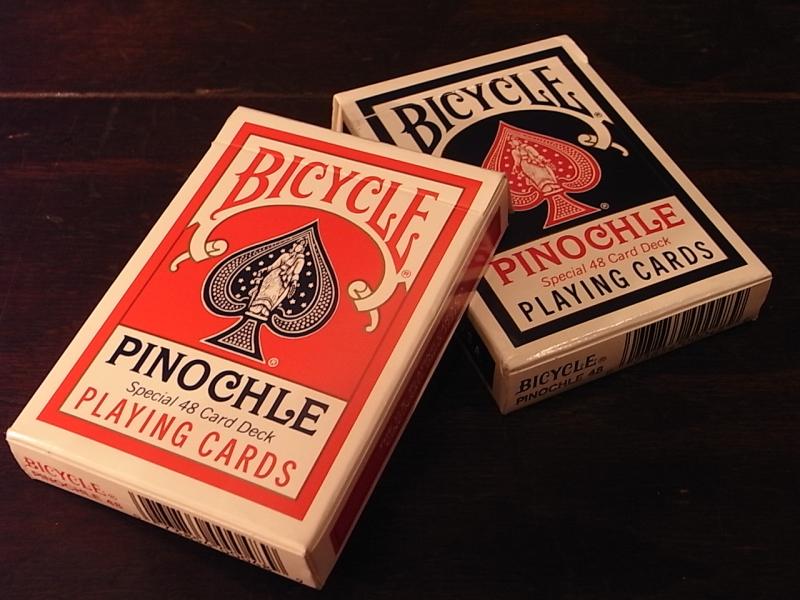 BICYCLE®
®
PINOCHLE
Special 48 Card Deck
PLAYING CARDS
BICYCLE®
PINOCHLE 48
BICYCLE®
®
PINOCHLE
Special 48 Card Deck
PLAYING CARDS
BICYCLE®
PINOCHLE 48